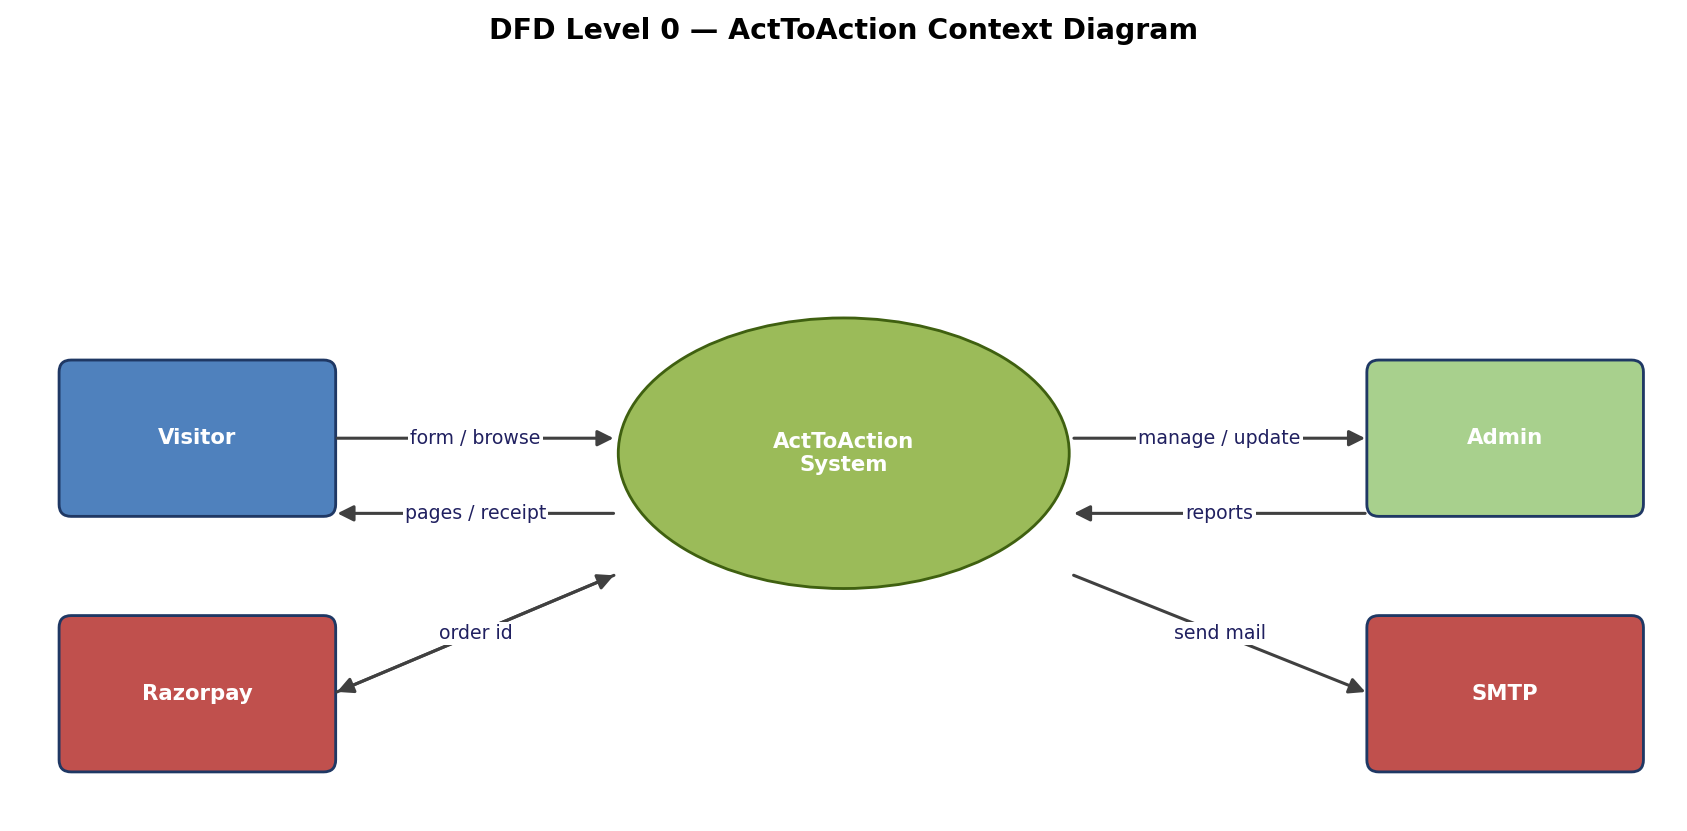 DFD Level 0 — ActToAction Context Diagram
Visitor
form / browse
ActToAction
System
manage / update
Admin
pages / receipt
reports
order id
send mail
Razorpay
SMTP